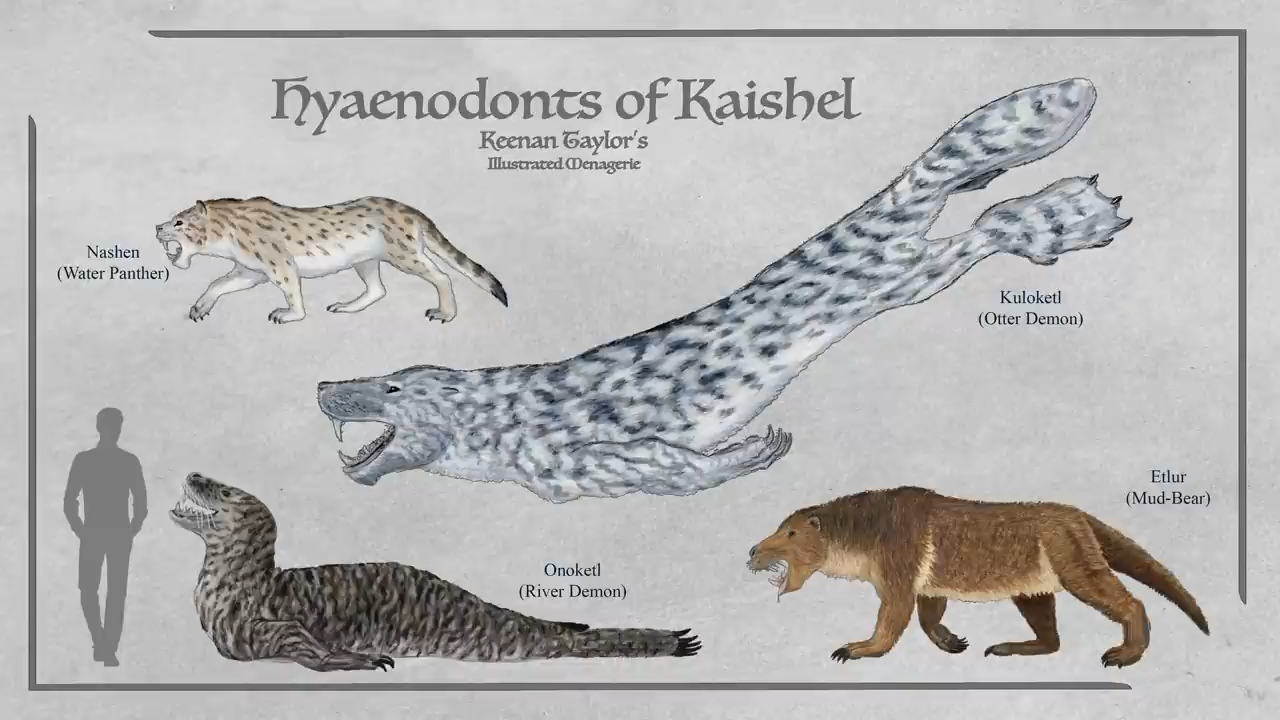 Hyaenodonts of Kaishel
Keenan Taylor's
Illustrated Menagerie
Nashen
(Water Panther)
Kuloketl
(Otter Demon)
Etlur
(Mud-Bear)
Onoketl
(River Demon)